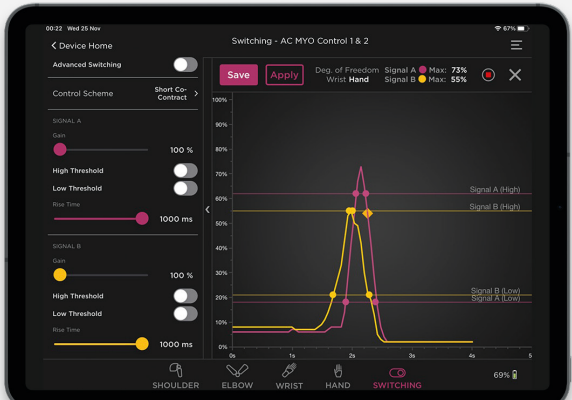 00:22 Wed 25 Nov
67%
Device Home
Switching - AC MYO Control 1 & 2
Advanced Switching
Control Scheme
Short Co-
Contract
SIGNAL A
Gain
100 %
High Threshold
Low Threshold
Rise Time
1000 ms
SIGNAL B
Gain
100 %
High Threshold
Low Threshold
Rise Time
1000 ms
Save
Apply
Deg. of Freedom Signal A Max: 73%
Wrist Hand Signal B Max: 55%
100%
90%
80%
70%
60%
50%
40%
30%
20%
10%
0%
Signal A (High)
Signal B (High)
Signal B (Low)
Signal A (Low)
0s 1s 2s 3s 4s 5
SHOULDER ELBOW WRIST HAND SWITCHING
69%